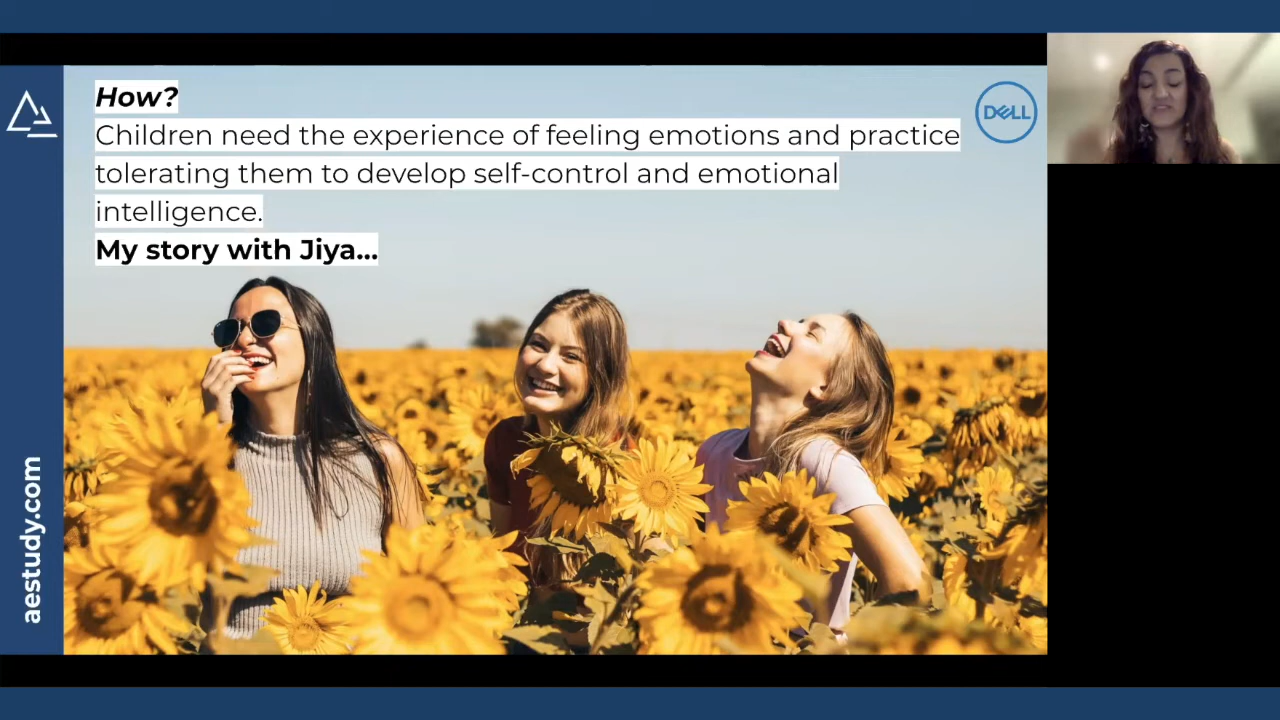 How?
Children need the experience of feeling emotions and practice
tolerating them to develop self-control and emotional
intelligence.
My story with Jiya...
DELL
aestudy.com